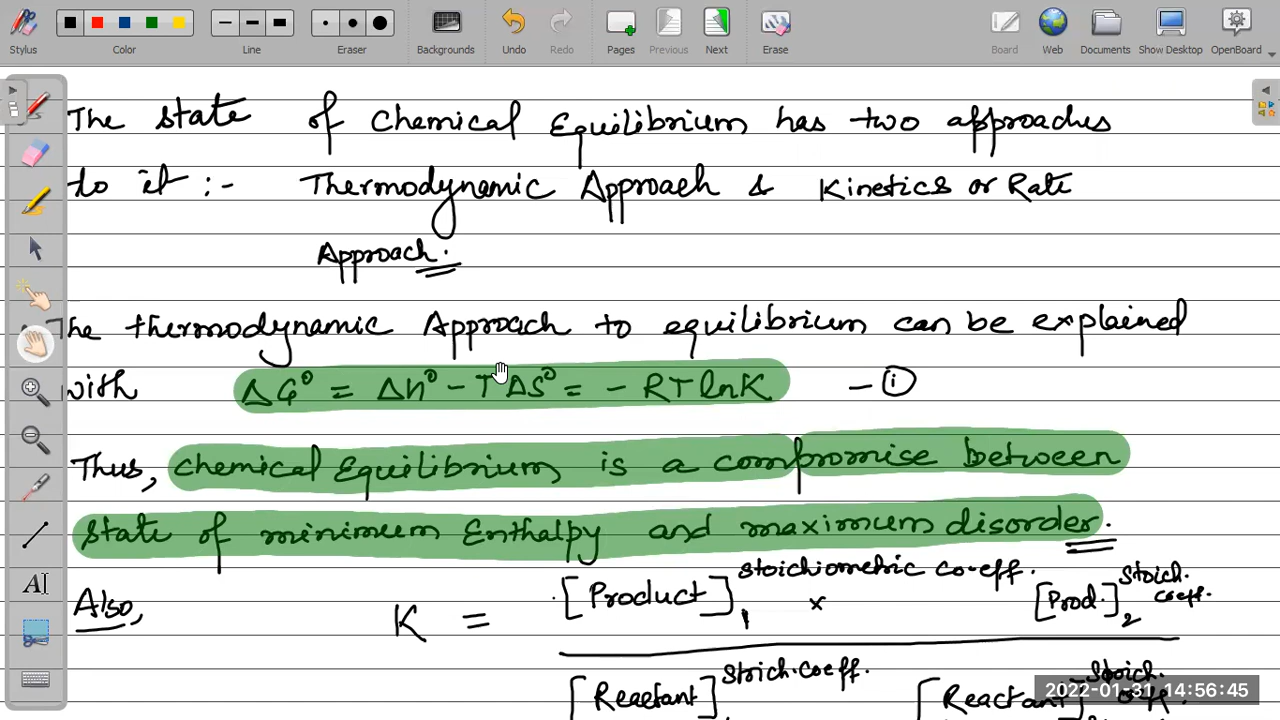 Stylus
Color
Line
Eraser
Backgrounds
Undo
Redo
Pages
Previous
Next
Erase
Board
Web
Documents
Show Desktop
OpenBoard
The state of Chemical Equilibrium has two approaches
to it :- Thermodynamic Approach & Kinetics or Rate
Approach.
The thermodynamic Approach to equilibrium can be explained
with ΔG° = ΔH° - TΔS° = - RT lnK - ①
Thus, chemical Equilibrium is a compromise between
state of minimum Enthalpy and maximum disorder.
Also, K = [Product]₁ stoichiometric co-eff. × [Prod.]₂ stoich. coeff.
[Reactant] stoich. coeff. [Reactant] stoich. coeff.
2022-01-31 14:56:45